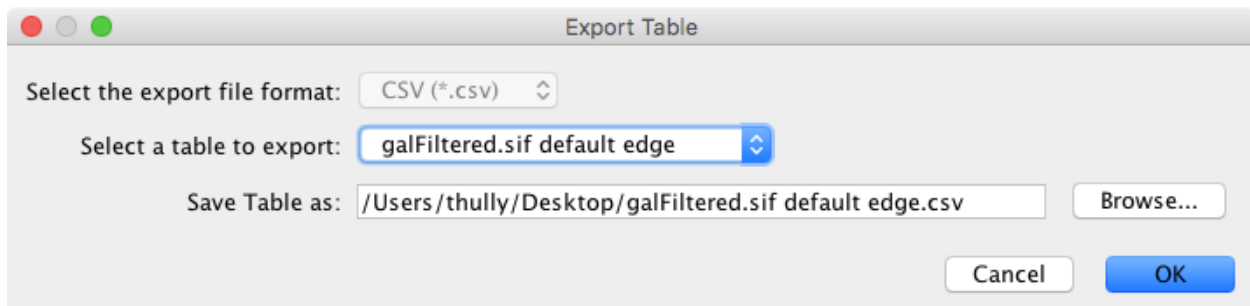 Export Table
Select the export file format: CSV (*.csv)
Select a table to export: galFiltered.sif default edge
Save Table as: /Users/thully/Desktop/galFiltered.sif default edge.csv Browse...
Cancel OK